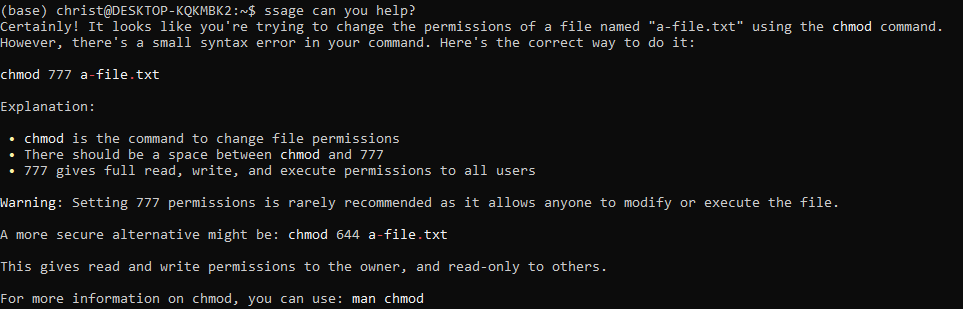 (base) christ@DESKTOP-KQKMBK2:~$ ssage can you help?
Certainly! It looks like you're trying to change the permissions of a file named "a-file.txt" using the chmod command.
However, there's a small syntax error in your command. Here's the correct way to do it:
chmod 777 a-file.txt
Explanation:
• chmod is the command to change file permissions
• There should be a space between chmod and 777
• 777 gives full read, write, and execute permissions to all users
Warning: Setting 777 permissions is rarely recommended as it allows anyone to modify or execute the file.
A more secure alternative might be: chmod 644 a-file.txt
This gives read and write permissions to the owner, and read-only to others.
For more information on chmod, you can use: man chmod